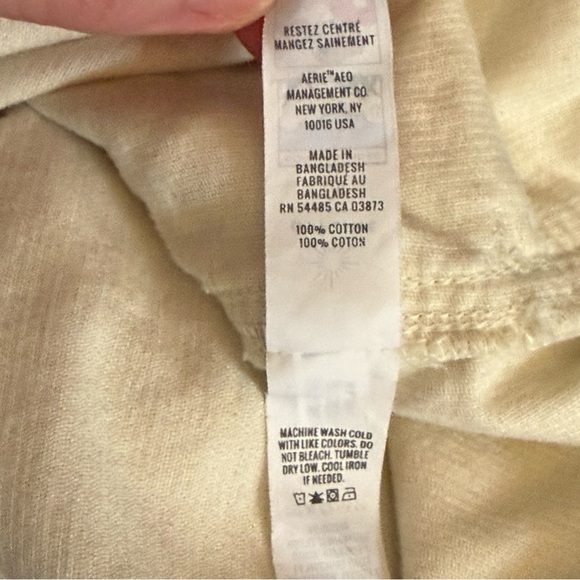 RESTEZ CENTRÉ
MANGEZ SAINEMENT
AERIE™AEO
MANAGEMENT CO
NEW YORK, NY
10016 USA
MADE IN
BANGLADESH
FABRIQUÉ AU
BANGLADESH
RN 54485 CA 03873
100% COTTON
100% COTON
MACHINE WASH COLD
WITH LIKE COLORS. DO
NOT BLEACH. TUMBLE
DRY LOW. COOL IRON
IF NEEDED.